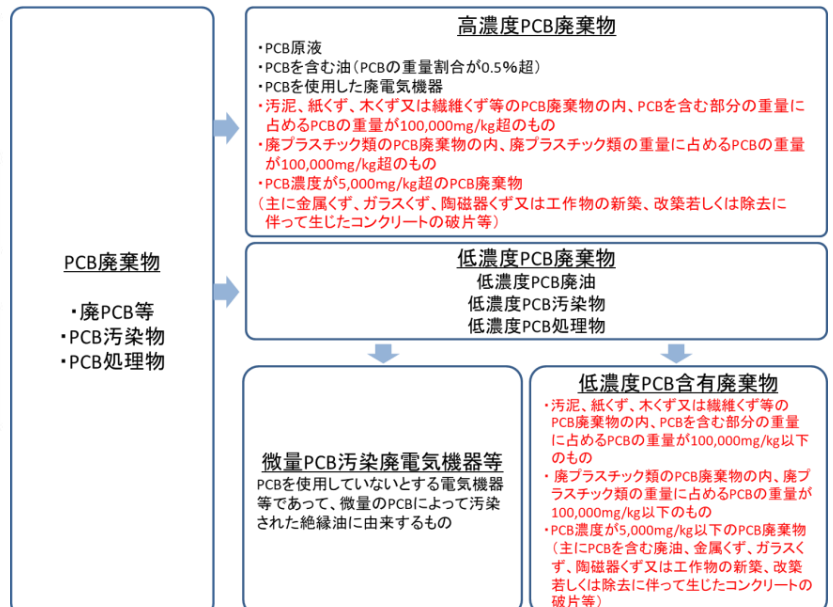 PCB廃棄物
・廃PCB等
・PCB汚染物
・PCB処理物
高濃度PCB廃棄物
・PCB原液
・PCBを含む油(PCBの重量割合が0.5%超)
・PCBを使用した廃電気機器
・汚泥、紙くず、木くず又は繊維くず等のPCB廃棄物の内、PCBを含む部分の重量に
占めるPCBの重量が100,000mg/kg超のもの
・廃プラスチック類のPCB廃棄物の内、廃プラスチック類の重量に占めるPCBの重量
が100,000mg/kg超のもの
・PCB濃度が5,000mg/kg超のPCB廃棄物
(主に金属くず、ガラスくず、陶磁器くず又は工作物の新築、改築若しくは除去に
伴って生じたコンクリートの破片等)
低濃度PCB廃棄物
低濃度PCB廃油
低濃度PCB汚染物
低濃度PCB処理物
微量PCB汚染廃電気機器等
PCBを使用していないとする電気機器
等であって、微量のPCBによって汚染
された絶縁油に由来するもの
低濃度PCB含有廃棄物
・汚泥、紙くず、木くず又は繊維くず等の
PCB廃棄物の内、PCBを含む部分の重量
に占めるPCBの重量が100,000mg/kg以下
のもの
・廃プラスチック類のPCB廃棄物の内、廃プ
ラスチック類の重量に占めるPCBの重量が
100,000mg/kg以下のもの
・PCB濃度が5,000mg/kg以下のPCB廃棄物
(主にPCBを含む廃油、金属くず、ガラスく
ず、陶磁器くず又は工作物の新築、改築
若しくは除去に伴って生じたコンクリートの
破片等)